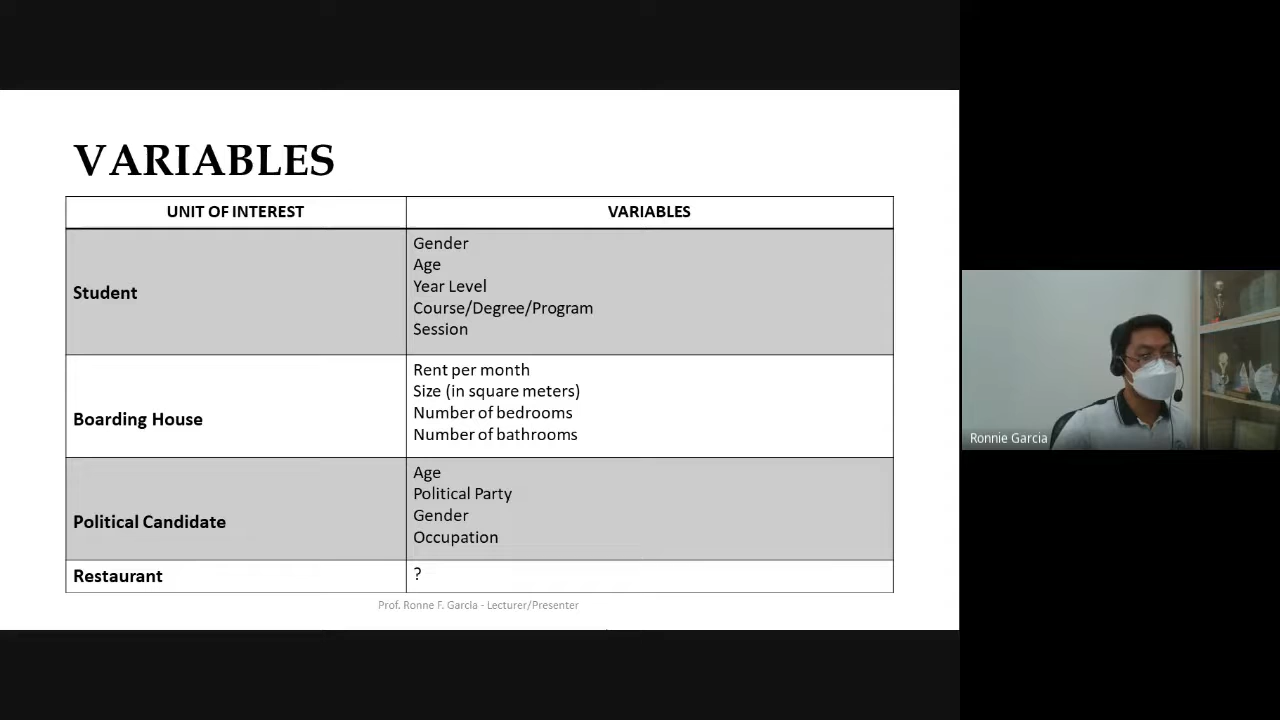 VARIABLES
UNIT OF INTEREST
VARIABLES
Student
Gender
Age
Year Level
Course/Degree/Program
Session
Boarding House
Rent per month
Size (in square meters)
Number of bedrooms
Number of bathrooms
Political Candidate
Age
Political Party
Gender
Occupation
Restaurant
?
Prof. Ronne F. Garcia - Lecturer/Presenter
Ronnie Garcia